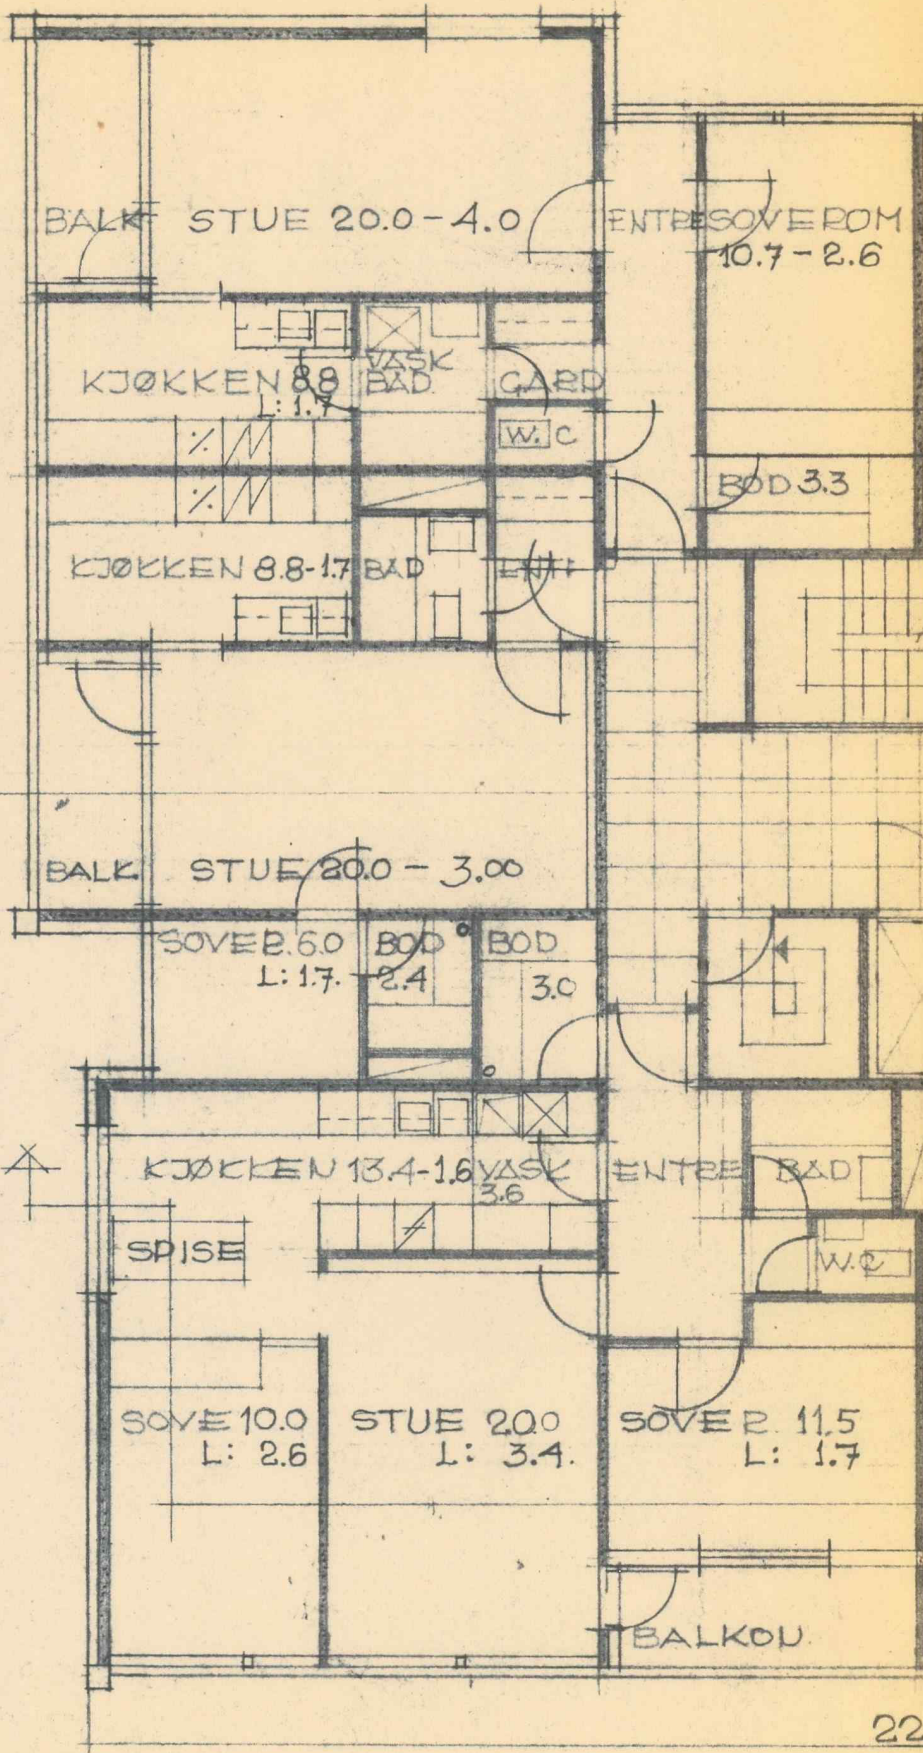 BALK
STUE 20.0-4.0
ENTRE
SOVEROM
10.7-2.6
KJØKKEN 8.8
L: 1.7
VASK
BAD
GARD
W.C
BOD 3.3
KJØKKEN 8.8-1.7
BAD
BALK
STUE 20.0-3.00
SOVER. 6.0
L: 1.7.
BOD
2.4
BOD
3.0
KJØKKEN 13.4-1.6
VASK
3.6
ENTRE
BAD
SPISE
W.C
SOVE 10.0
L: 2.6
STUE 20.0
L: 3.4.
SOVER. 11.5
L: 1.7
BALKON
22